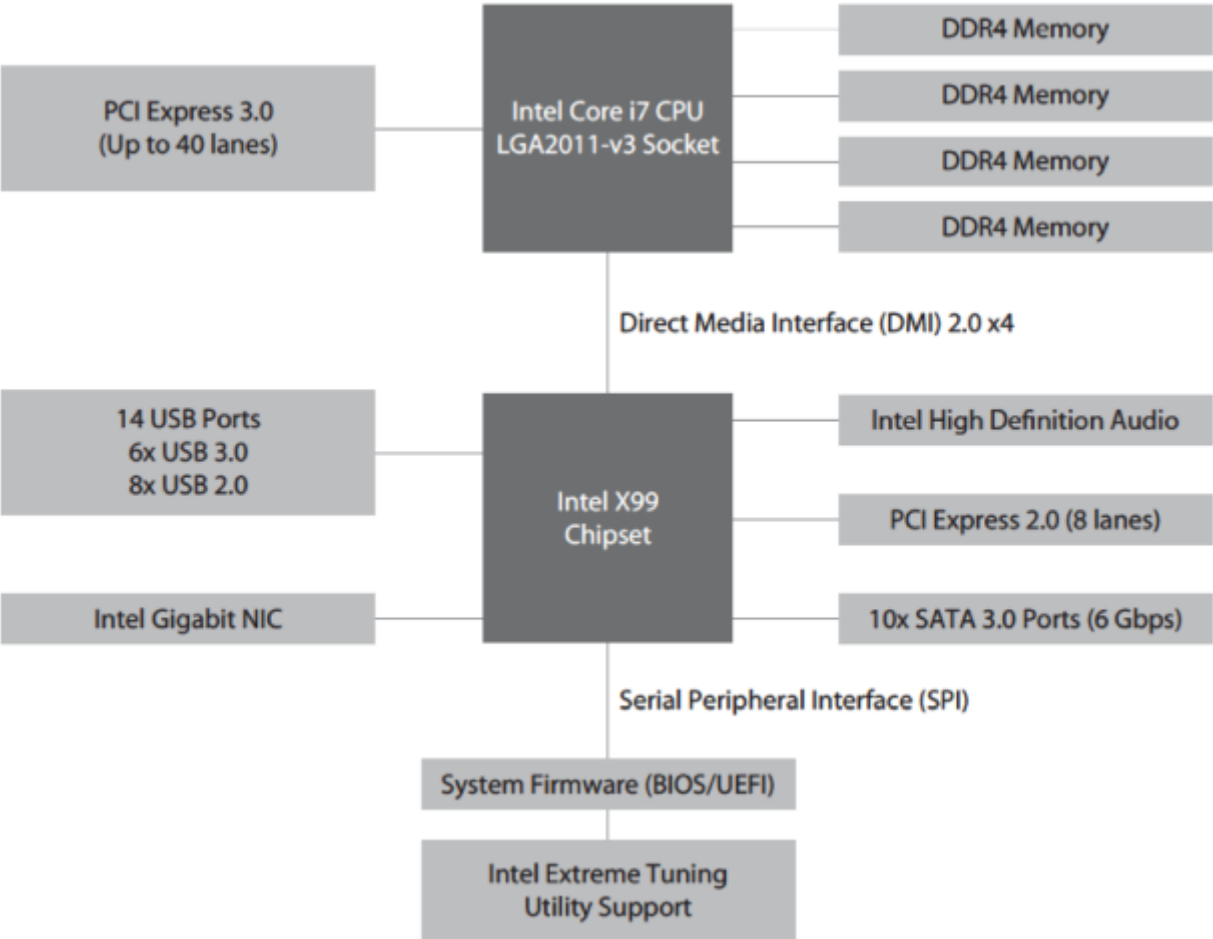 DDR4 Memory
PCI Express 3.0
(Up to 40 lanes)
Intel Core i7 CPU
LGA2011-v3 Socket
DDR4 Memory
DDR4 Memory
DDR4 Memory
Direct Media Interface (DMI) 2.0 x4
14 USB Ports
6x USB 3.0
8x USB 2.0
Intel High Definition Audio
Intel X99
Chipset
PCI Express 2.0 (8 lanes)
Intel Gigabit NIC
10x SATA 3.0 Ports (6 Gbps)
Serial Peripheral Interface (SPI)
System Firmware (BIOS/UEFI)
Intel Extreme Tuning
Utility Support